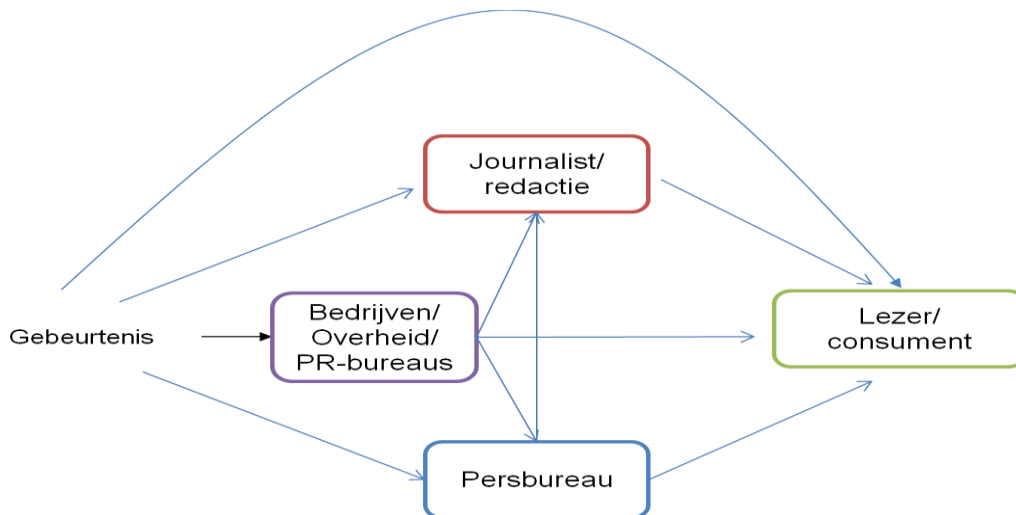 Journalist/
redactie
Gebeurtenis
Bedrijven/
Overheid/
PR-bureaus
Lezer/
consument
Persbureau